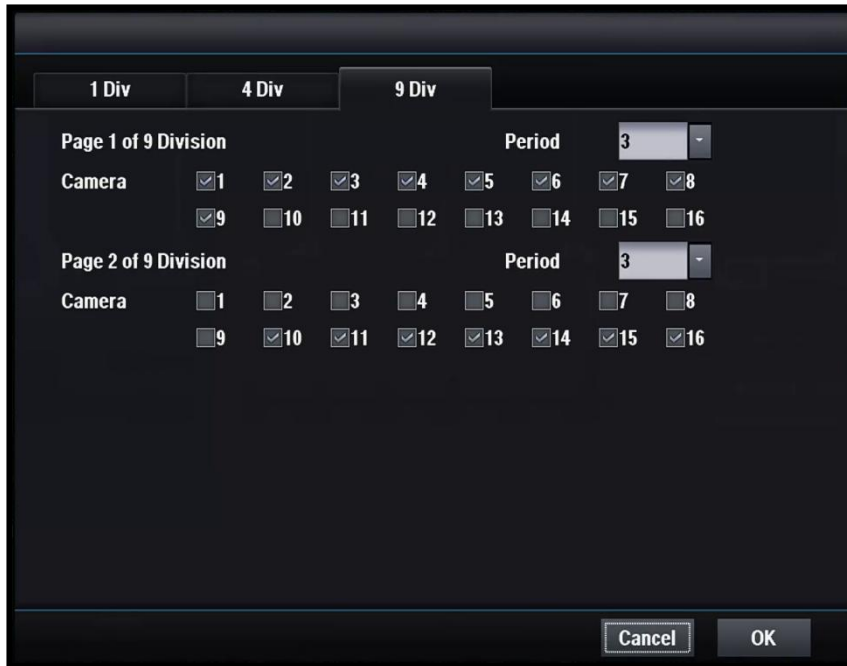 1 Div 4 Div 9 Div
Page 1 of 9 Division Period 3
Camera 1 2 3 4 5 6 7 8
9 10 11 12 13 14 15 16
Page 2 of 9 Division Period 3
Camera 1 2 3 4 5 6 7 8
9 10 11 12 13 14 15 16
Cancel OK